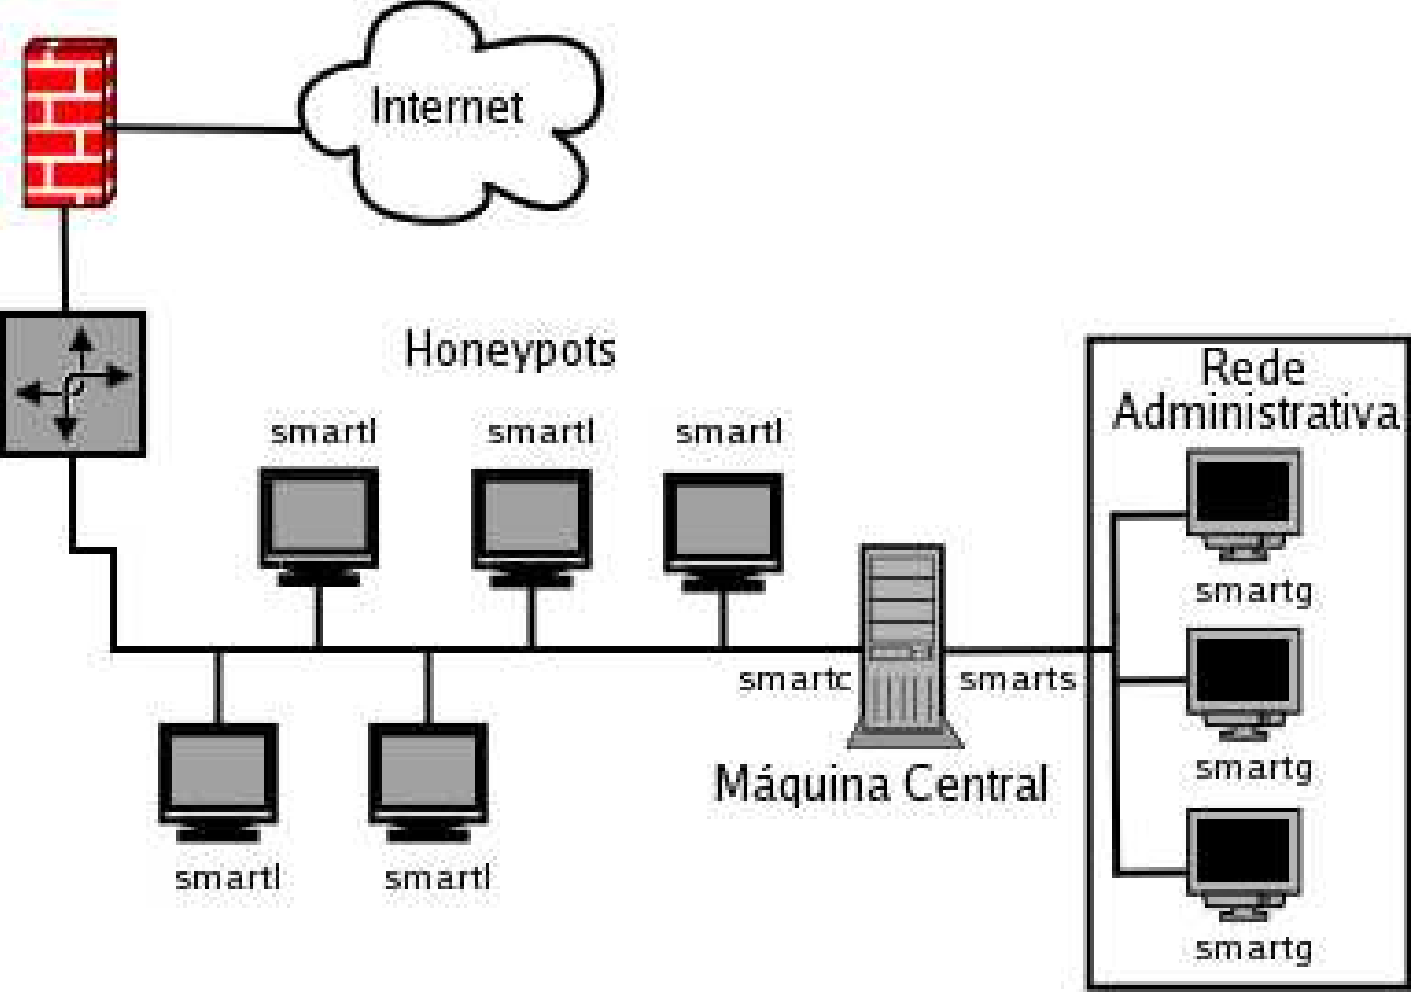 Internet
Honeypots
smartl
smartl
smartl
Rede
Administrativa
smartg
smartc
smarts
Máquina Central
smartg
smartl
smartl
smartg